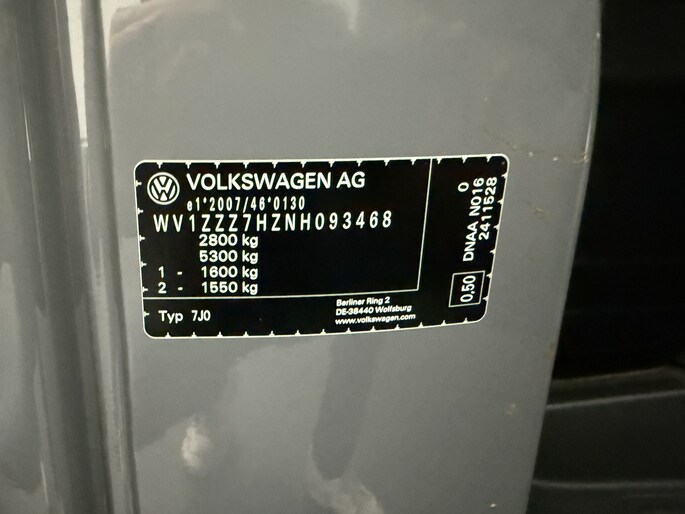 VOLKSWAGEN AG
e1*2007/46*0130
WV1ZZZ7HZNH093468
2800 kg
5300 kg
1 - 1600 kg
2 - 1550 kg
Typ 7J0
Berliner Ring 2
DE-38440 Wolfsburg
www.volkswagen.com
0
DNAA N016
2411528
0,50